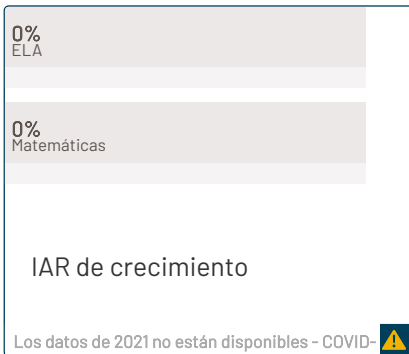 0%
ELA
0%
Matemáticas
IAR de crecimiento
Los datos de 2021 no están disponibles - COVID-